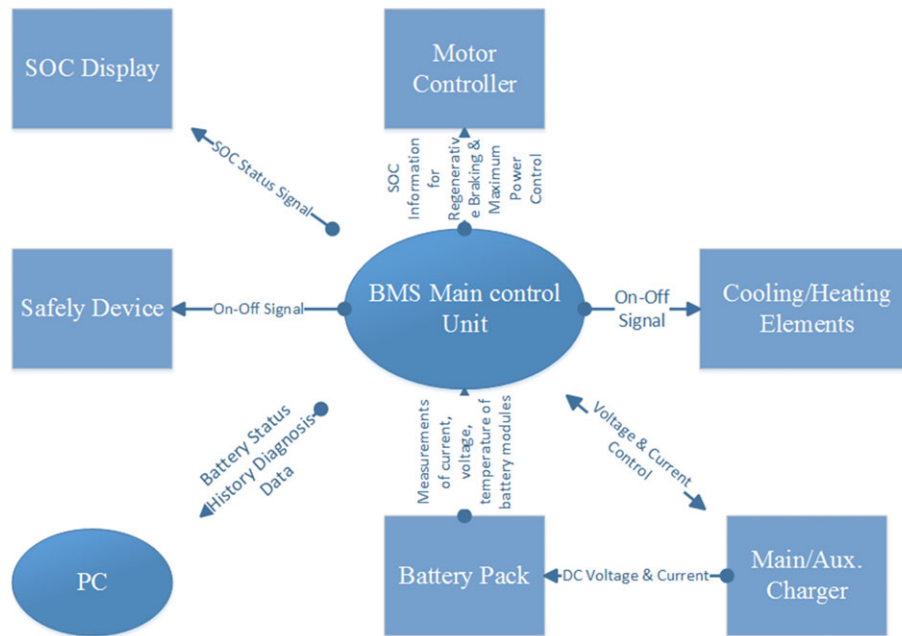 SOC Display
Motor
Controller
SOC Status Signal
SOC
Information
for
Regenerativ
e Braking &
Maximum
Power
Control
Safely Device
On-Off Signal
BMS Main control
Unit
On-Off
Signal
Cooling/Heating
Elements
Battery Status
History Diagnosis
Data
Measurements
of current,
voltage,
temperature of
battery modules
Voltage & Current
Control
PC
Battery Pack
DC Voltage & Current
Main/Aux.
Charger